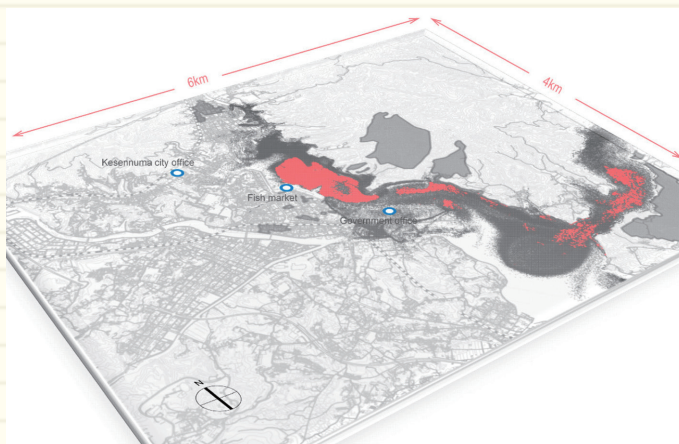 6km
4km
Kesennuma city office
Fish market
Government office
N